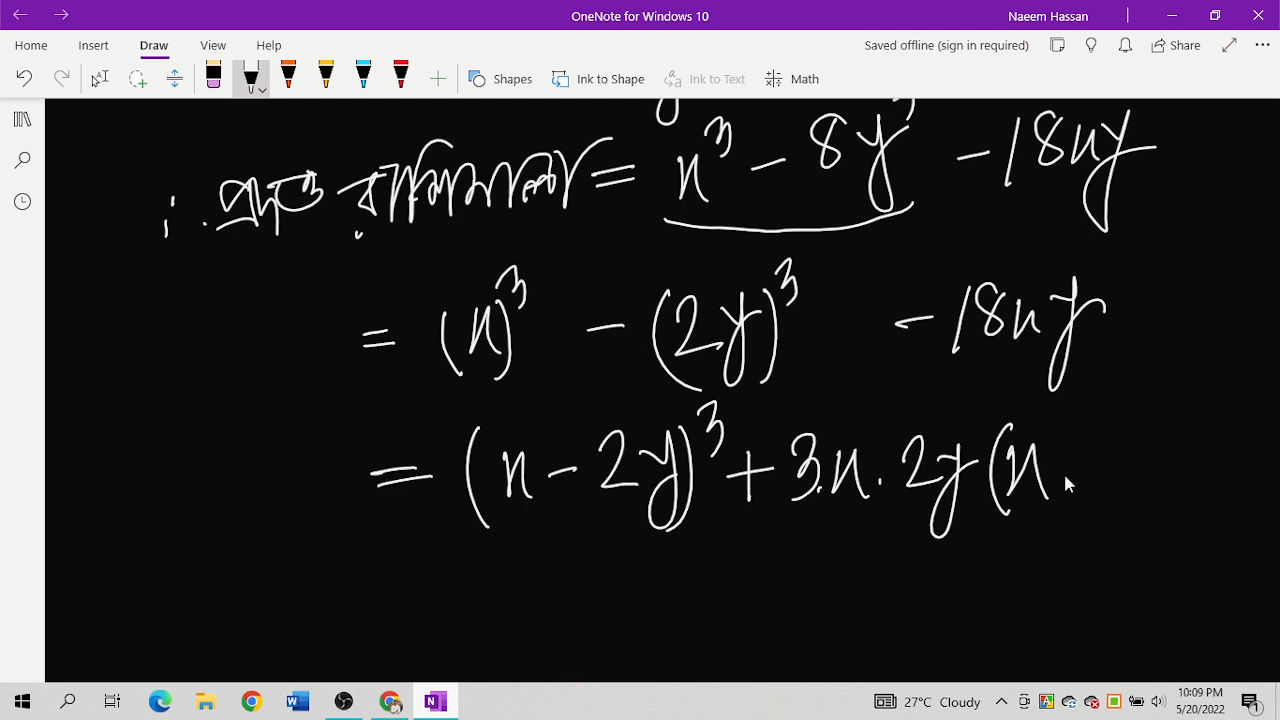 OneNote for Windows 10
Naeem Hassan
Home Insert Draw View Help
Saved offline (sign in required) Share
Shapes Ink to Shape Ink to Text Math
i. প্রদত্ত = x³ - 8y³ - 18xy
= (x)³ - (2y)³ - 18xy
= (x - 2y)³ + 3.x.2y(x
27°C Cloudy
10:09 PM
5/20/2022